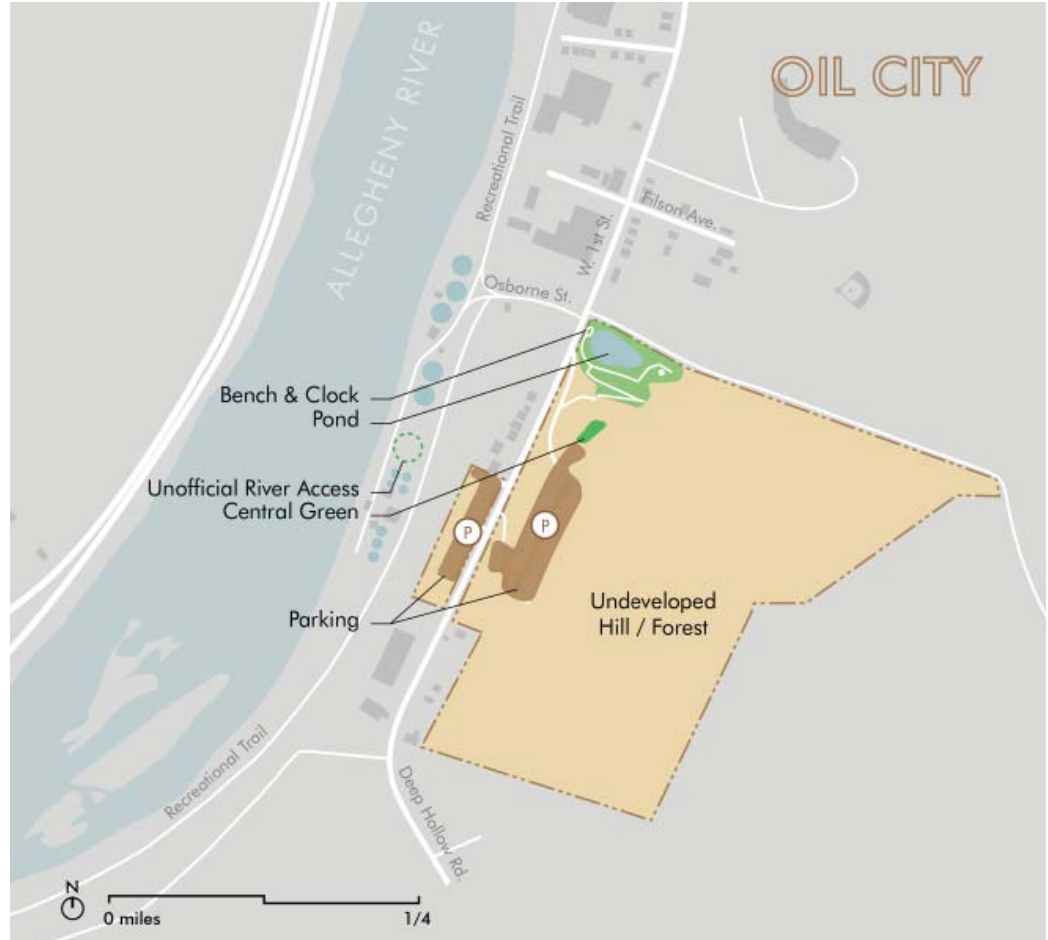 OIL CITY
ALLEGHENY RIVER
Recreational Trail
Filson Ave.
W. 1st St.
Osborne St.
Bench & Clock
Pond
Unofficial River Access
Central Green
P
P
Parking
Undeveloped
Hill / Forest
Recreational Trail
Deep Hollow Rd.
N
0 miles
1/4